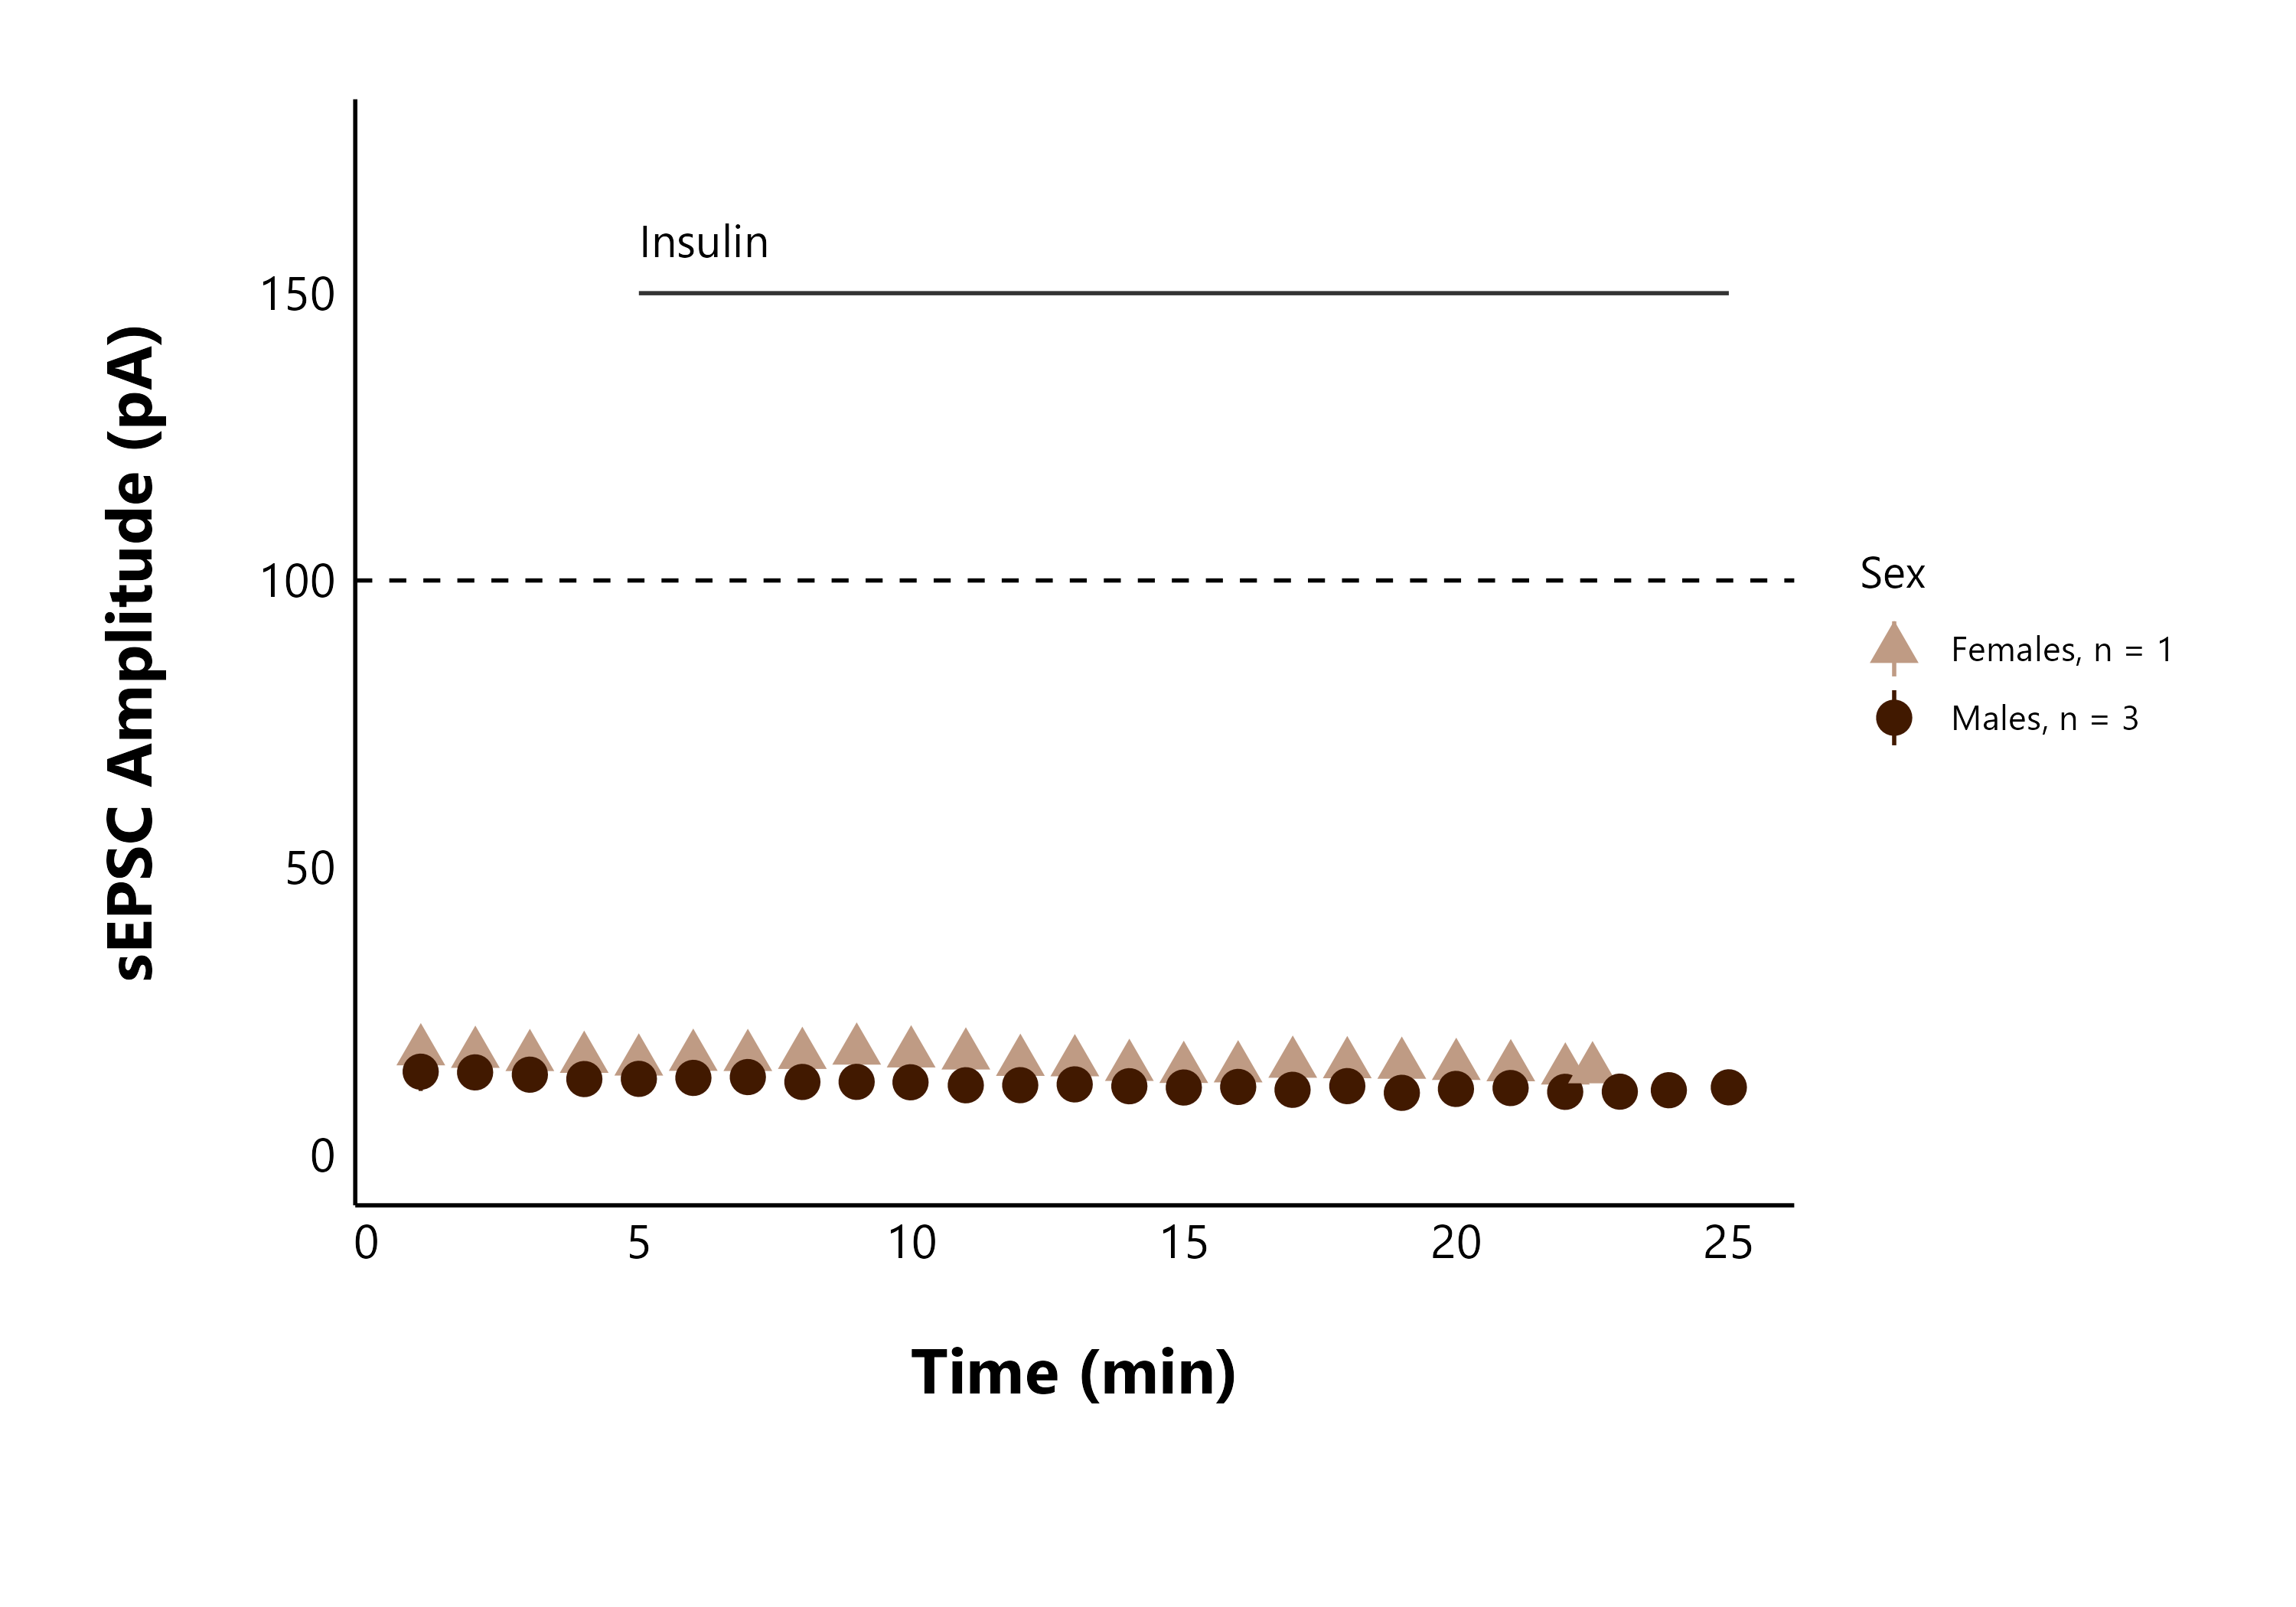 Insulin
150
100
50
0
sEPSC Amplitude (pA)
0 5 10 15 20 25
Time (min)
Sex
Females, n = 1
Males, n = 3